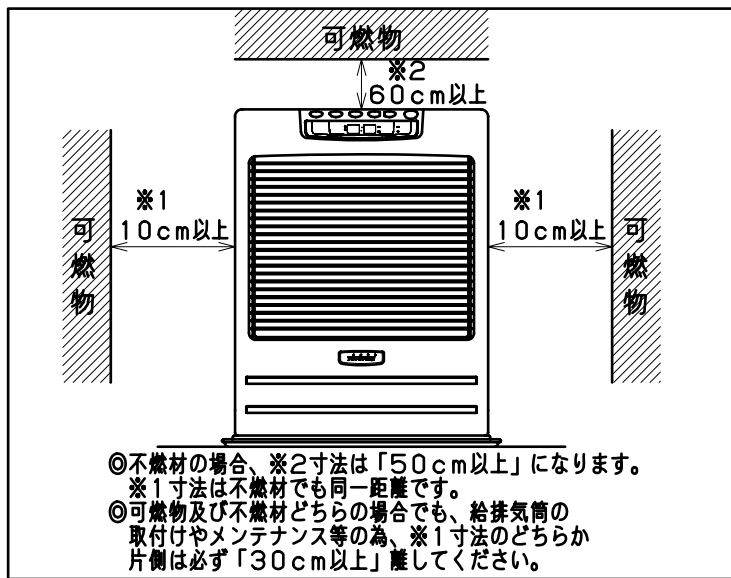 可燃物
※2
60cm以上
※1
10cm以上
※1
10cm以上
可燃物
可燃物
◎不燃材の場合、※2寸法は「50cm以上」になります。
※1寸法は不燃材でも同一距離です。
◎可燃物及び不燃材どちらの場合でも、給排気筒の
取付けやメンテナンス等の為、※1寸法のどちらか
片側は必ず「30cm以上」離してください。